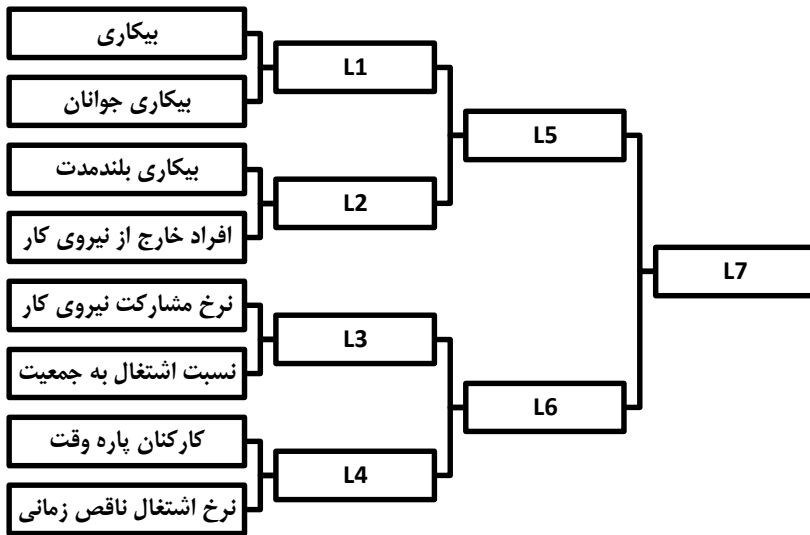 بیکاری
بیکاری جوانان
بیکاری بلندمدت
افراد خارج از نیروی کار
نرخ مشارکت نیروی کار
نسبت اشتغال به جمعیت
کارکنان پاره وقت
نرخ اشتغال ناقص زمانی
L1
L2
L3
L4
L5
L6
L7